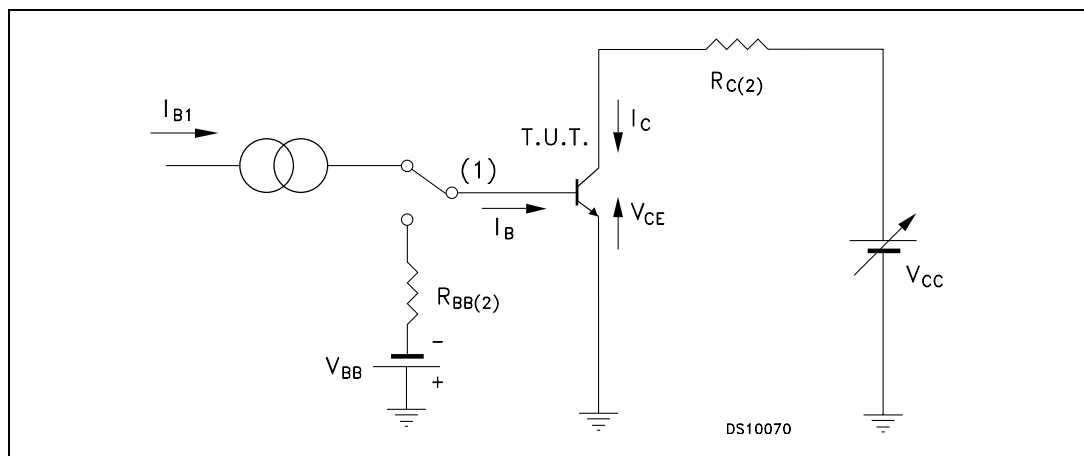 R_C(2)
I_B1
I_C
T.U.T.
(1)
I_B
V_CE
V_CC
R_BB(2)
-
V_BB
+
DS10070